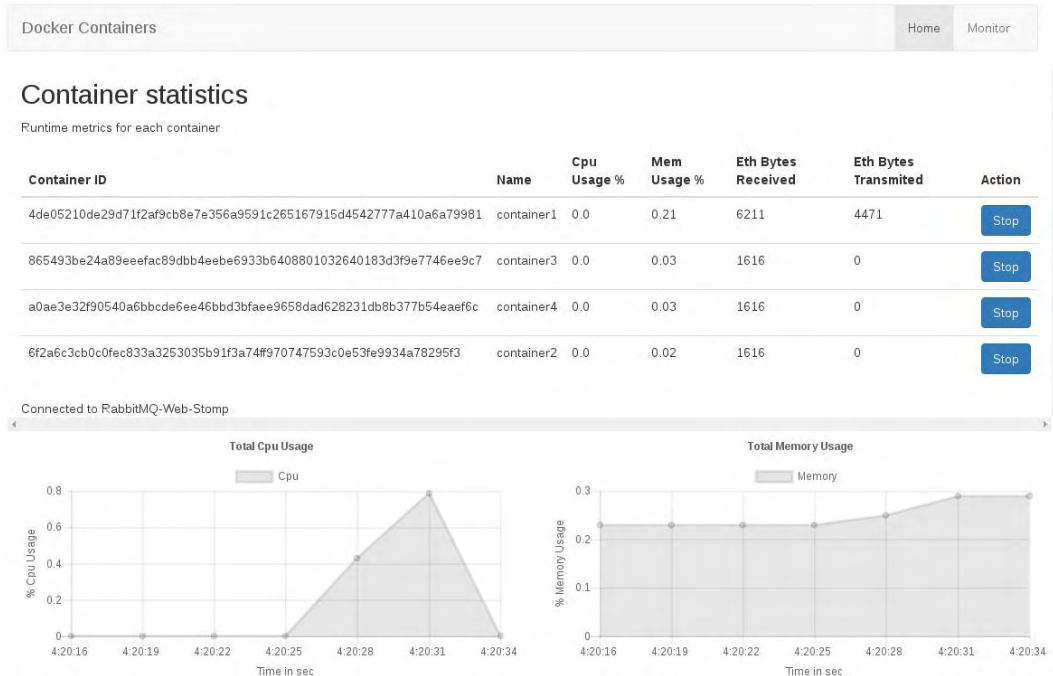 Docker Containers
Home Monitor
Container statistics
Runtime metrics for each container
Container ID Name Cpu Usage % Mem Usage % Eth Bytes Received Eth Bytes Transmited Action
4de05210de29d71f2af9cb8e7e356a9591c265167915d4542777a410a6a79981 container1 0.0 0.21 6211 4471 Stop
865493be24a89eeefac89dbb4eebe6933b6408801032640183d3f9e7746ee9c7 container3 0.0 0.03 1616 0 Stop
a0ae3e32f90540a6bbcde6ee46bbd3bfaee9658dad628231db8b377b54eaef6c container4 0.0 0.03 1616 0 Stop
6f2a6c3cb0c0fec833a3253035b91f3a74ff970747593c0e53fe9934a78295f3 container2 0.0 0.02 1616 0 Stop
Connected to RabbitMQ-Web-Stomp
Total Cpu Usage
Cpu
% Cpu Usage
0.8
0.6
0.4
0.2
0
4:20:16 4:20:19 4:20:22 4:20:25 4:20:28 4:20:31 4:20:34
Time in sec
Total Memory Usage
Memory
% Memory Usage
0.3
0.2
0.1
0
4:20:16 4:20:19 4:20:22 4:20:25 4:20:28 4:20:31 4:20:34
Time in sec